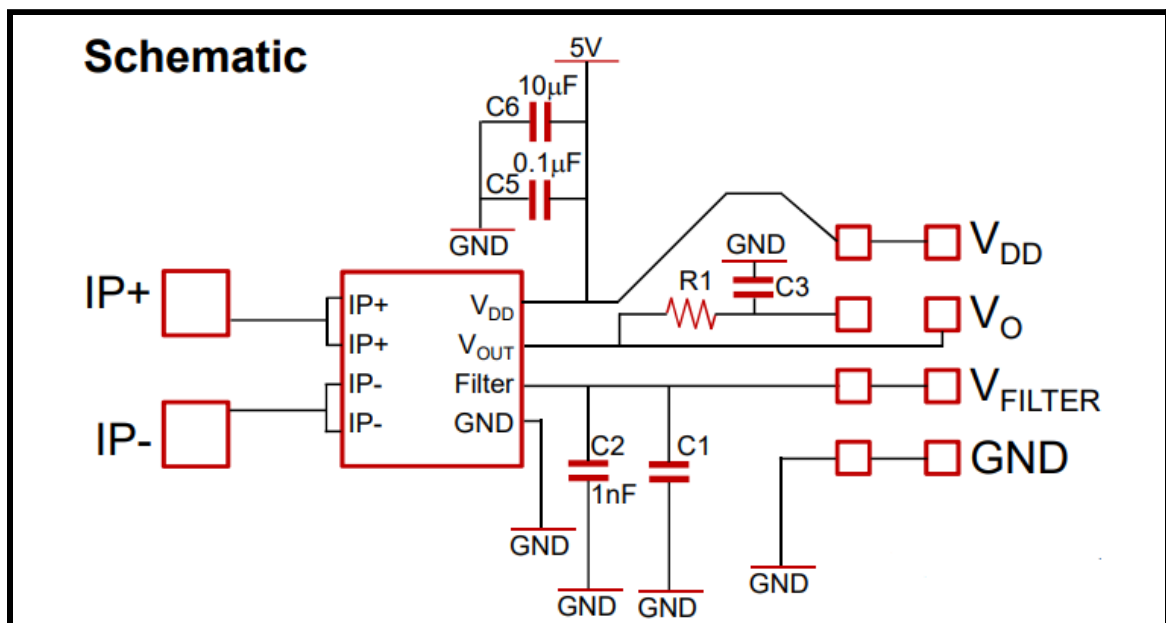 Schematic
5V
10µF
C6
0.1µF
C5
GND
IP+
IP-
IP+
IP+
IP-
IP-
VDD
VOUT
Filter
GND
GND
R1
C3
C2
1nF
C1
GND
GND
GND
GND
VDD
VO
VFILTER
GND